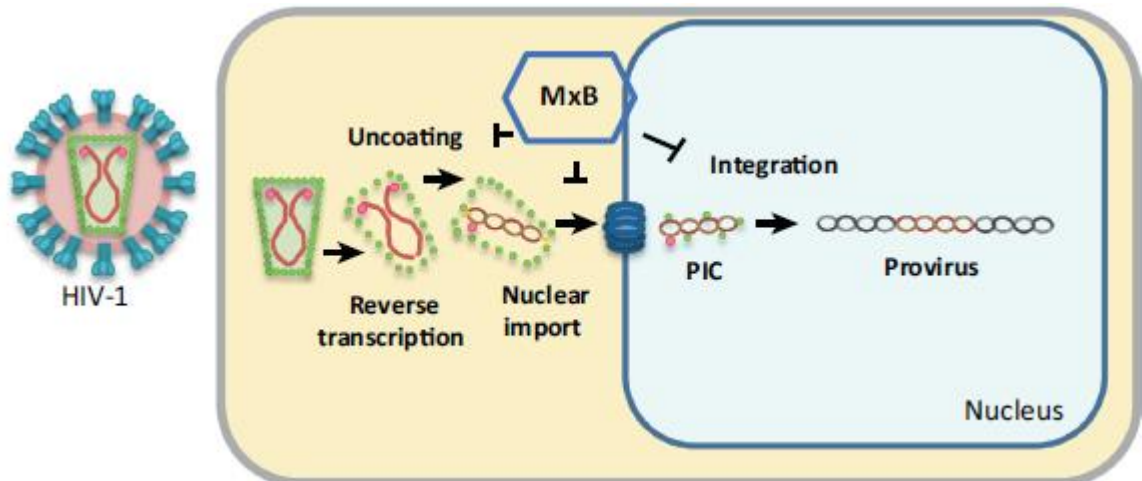 MxB
Uncoating
Integration
HIV-1
Reverse
transcription
Nuclear
import
PIC
Provirus
Nucleus